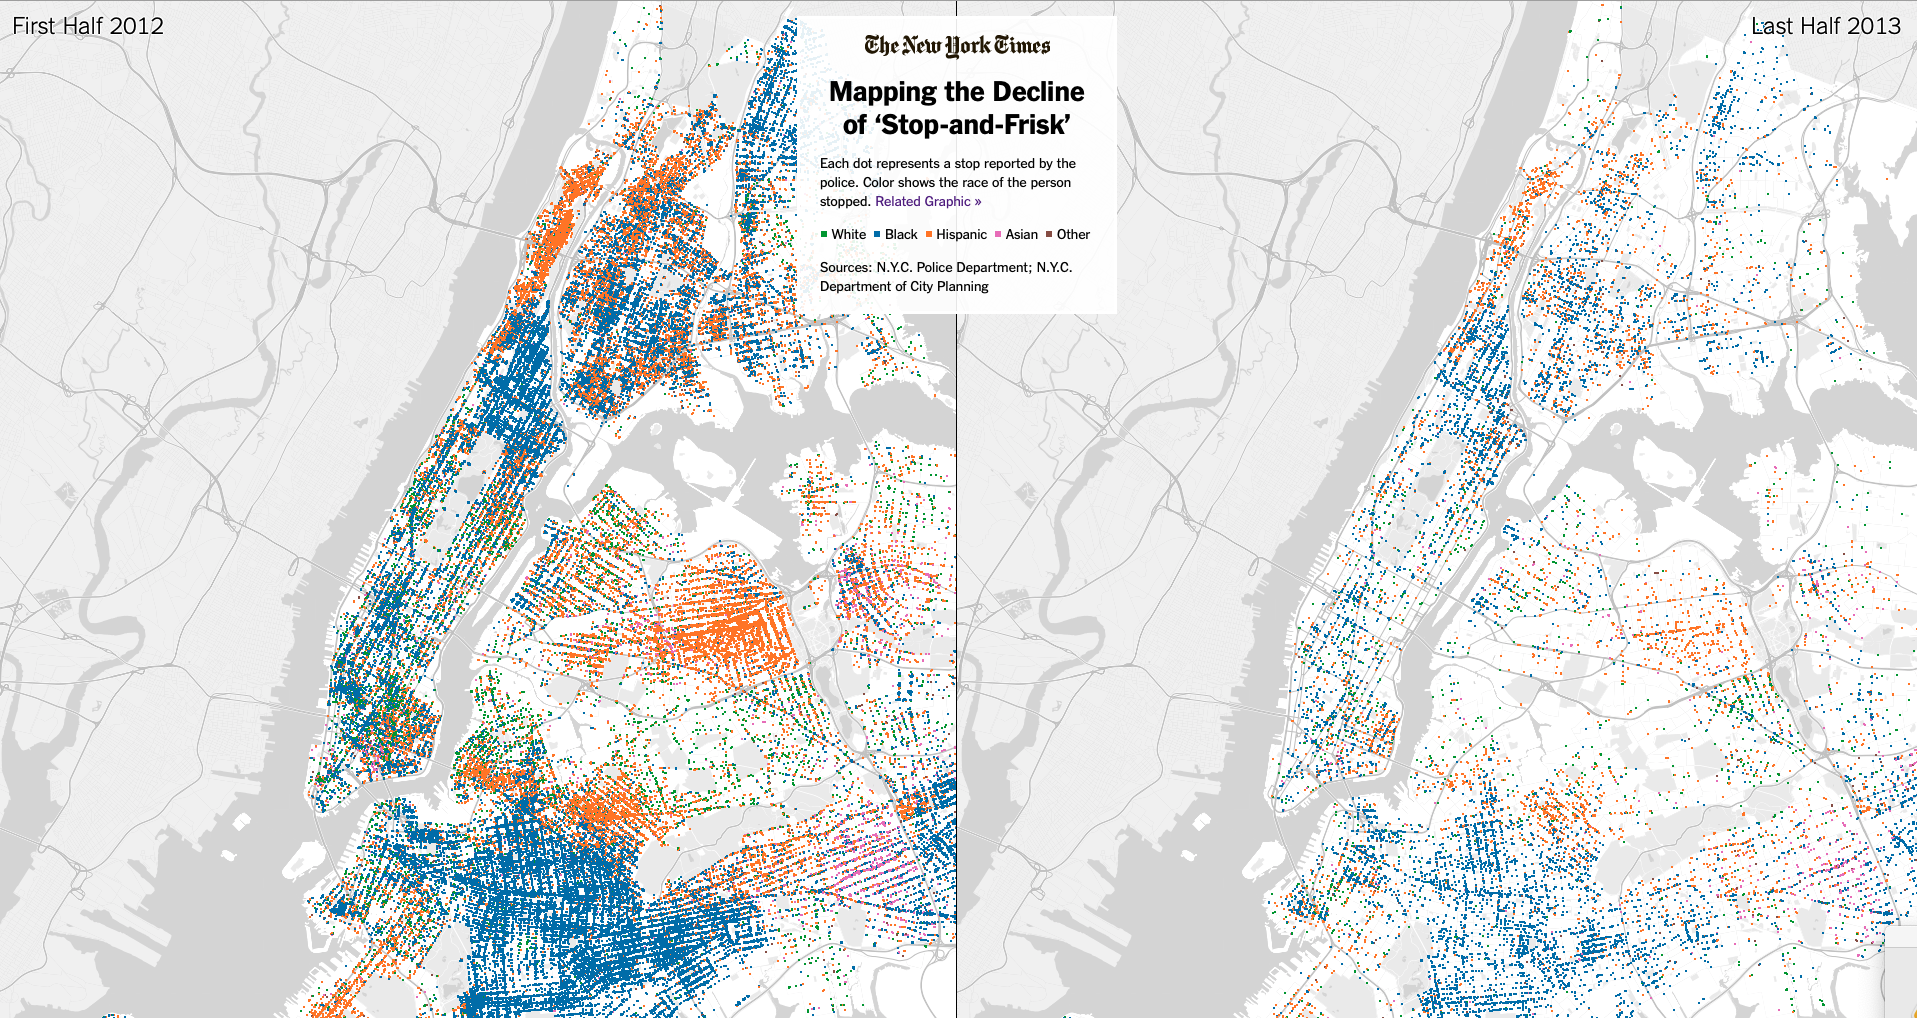 First Half 2012
Last Half 2013
The New York Times
Mapping the Decline
of ‘Stop-and-Frisk’
Each dot represents a stop reported by the
police. Color shows the race of the person
stopped. Related Graphic »
White Black Hispanic Asian Other
Sources: N.Y.C. Police Department; N.Y.C.
Department of City Planning